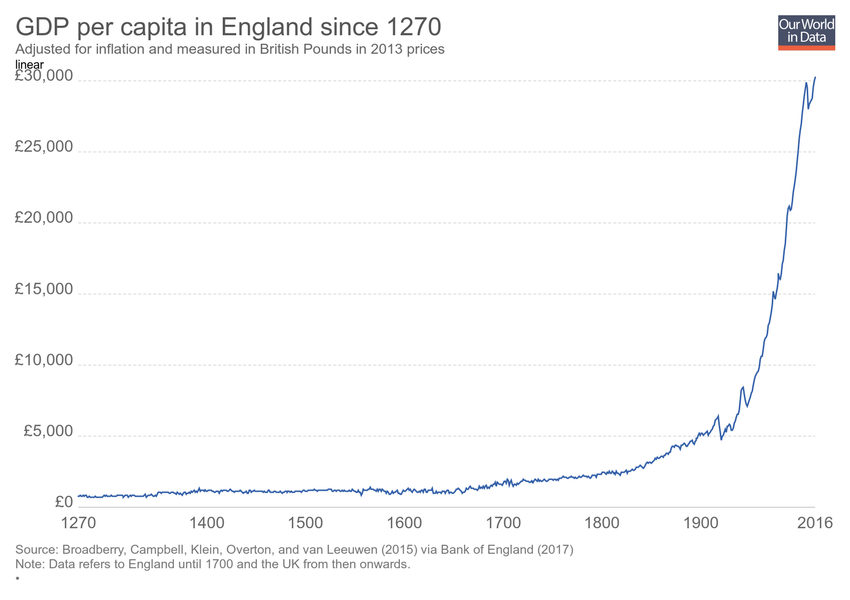 GDP per capita in England since 1270
Adjusted for inflation and measured in British Pounds in 2013 prices
linear
Our World
in Data
£30,000
£25,000
£20,000
£15,000
£10,000
£5,000
£0
1270 1400 1500 1600 1700 1800 1900 2016
Source: Broadberry, Campbell, Klein, Overton, and van Leeuwen (2015) via Bank of England (2017)
Note: Data refers to England until 1700 and the UK from then onwards.
•